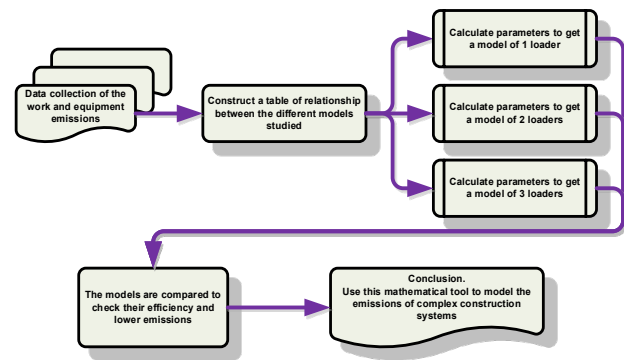 Data collection of the
work and equipment
emissions
Construct a table of relationship
between the different models
studied
Calculate parameters to get
a model of 1 loader
Calculate parameters to get
a model of 2 loaders
Calculate parameters to get
a model of 3 loaders
The models are compared to
check their efficiency and
lower emissions
Conclusion.
Use this mathematical tool to model the
emissions of complex construction
systems